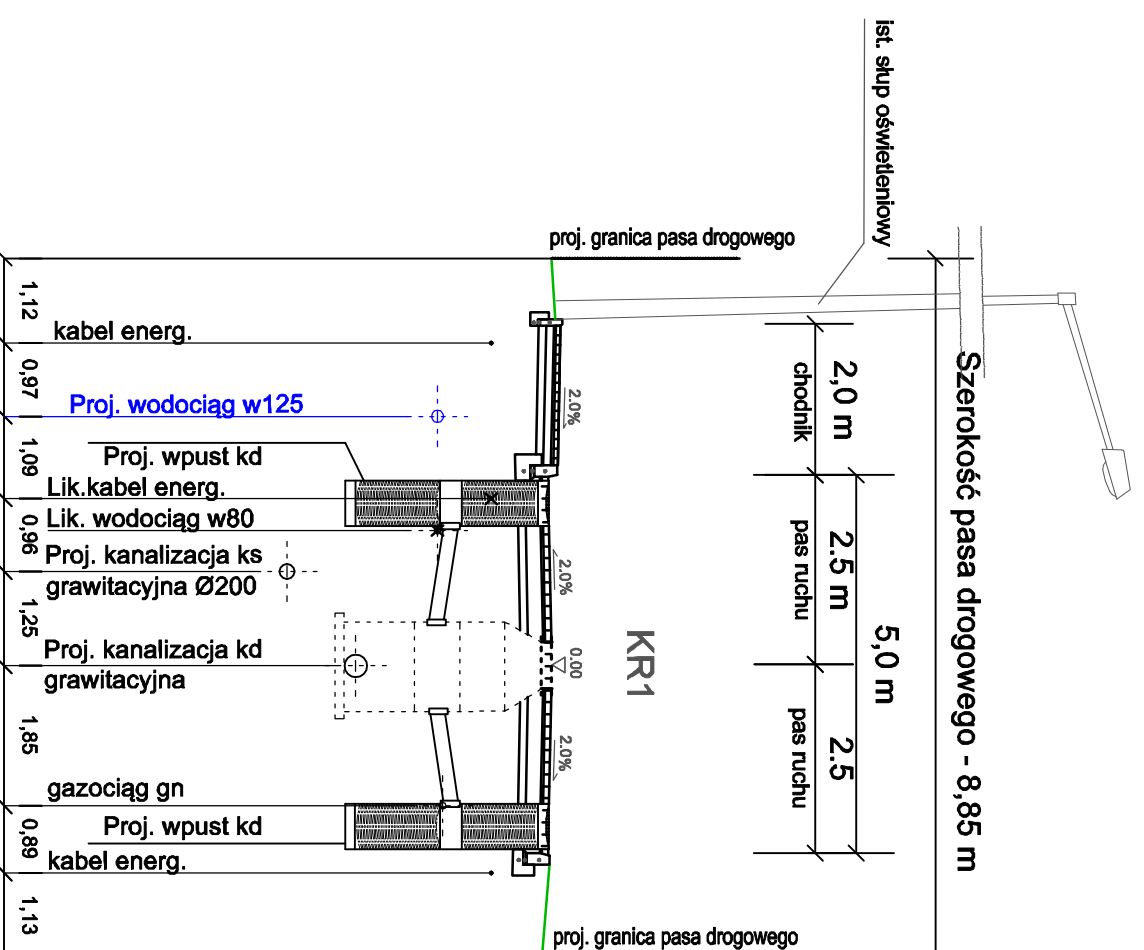 ist. słup oświetleniowy
proj. granica pasa drogowego
Szerokość pasa drogowego - 8,85 m
2,0 m
chodnik
2.5 m
pas ruchu
5,0 m
2.5
pas ruchu
KR1
2.0%
2.0%
0.00
2.0%
1,12
kabel energ.
0,97
Proj. wodociąg w125
1,09
Proj. wpust kd
Lik.kabel energ.
Lik. wodociąg w80
0,96
Proj. kanalizacja ks
grawitacyjna Ø200
1,25
Proj. kanalizacja kd
grawitacyjna
1,85
gazociąg gn
Proj. wpust kd
0,89
kabel energ.
1,13
proj. granica pasa drogowego